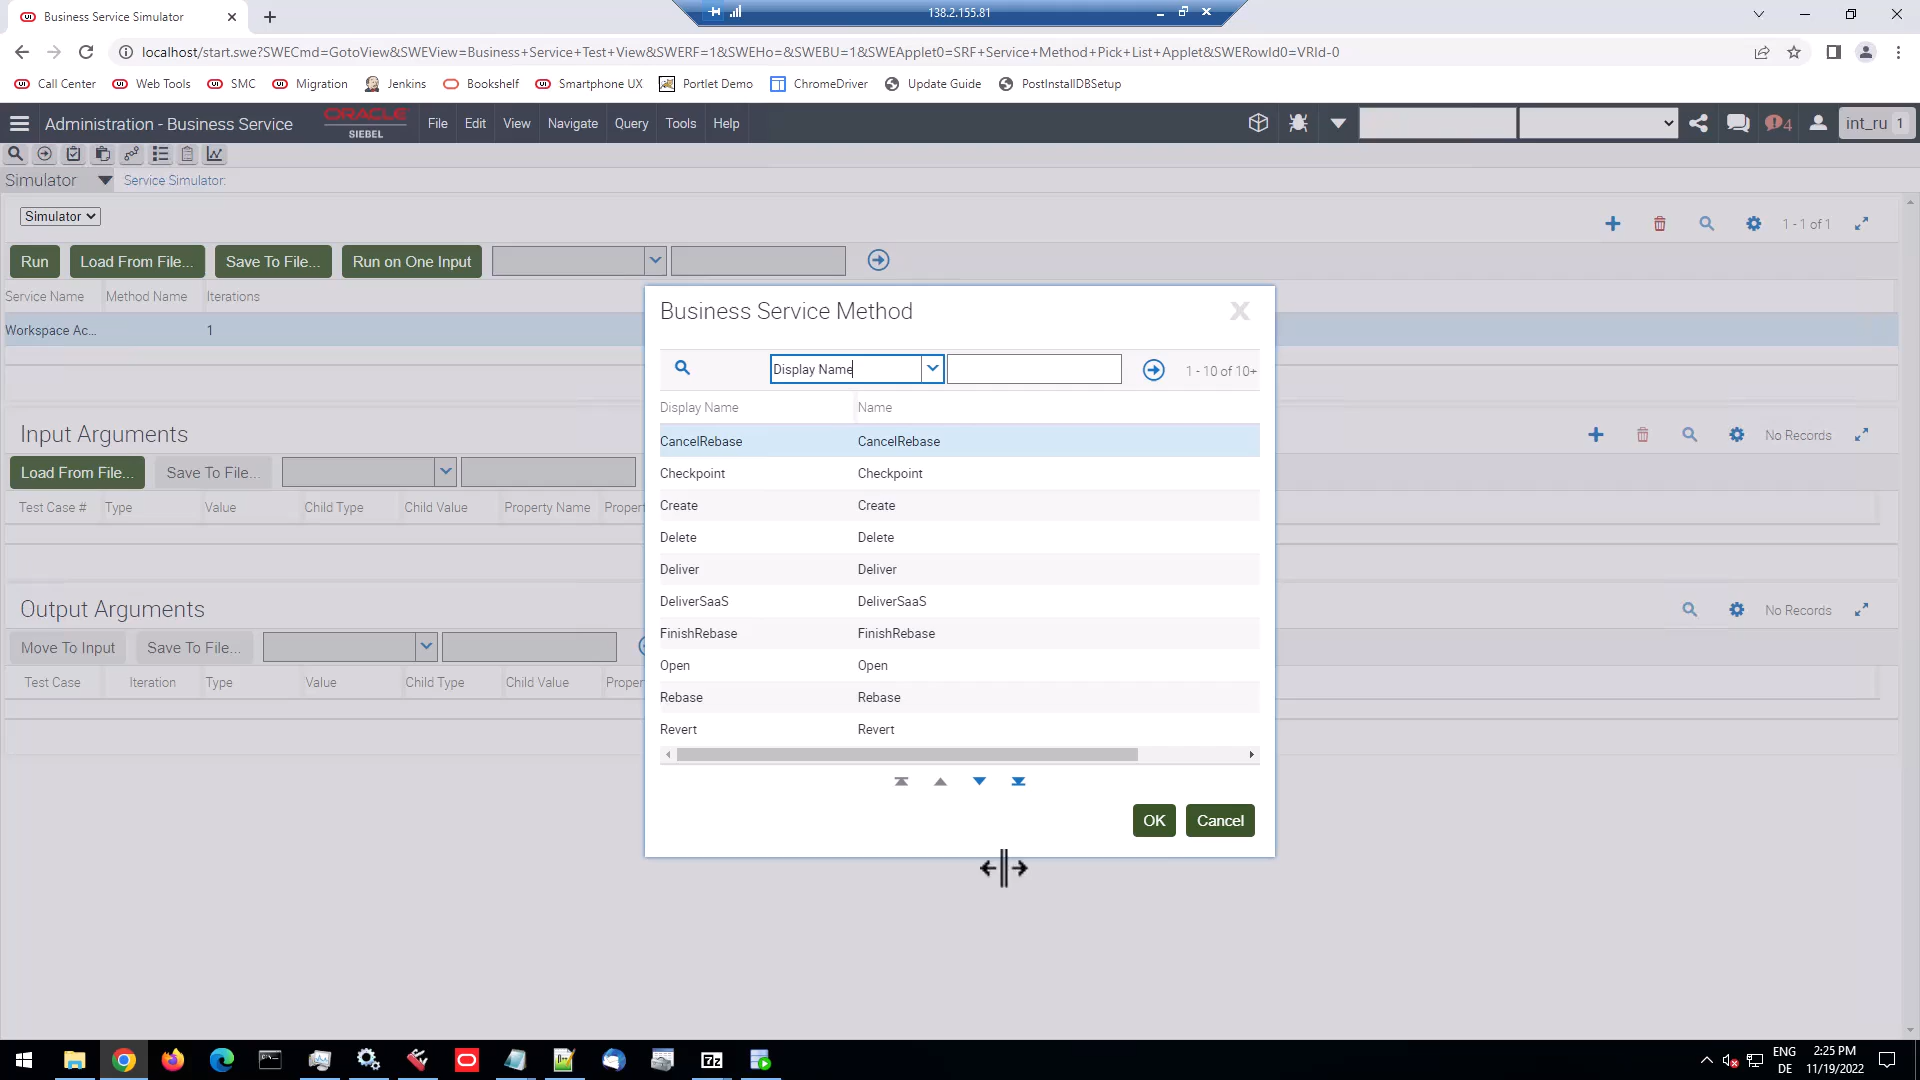 Business Service Simulator
138.2.155.81
localhost/start.swe?SWECmd=GotoView&SWEView=Business+Service+Test+View&SWERF=1&SWEHo=&SWEBU=1&SWEApplet0=SRF+Service+Method+Pick+List+Applet&SWERowId0=VRId-0
Call Center Web Tools SMC Migration Jenkins Bookshelf Smartphone UX Portlet Demo ChromeDriver Update Guide PostInstallDBSetup
Administration - Business Service ORACLE SIEBEL File Edit View Navigate Query Tools Help 4 int_ru 1
Simulator Service Simulator:
Simulator 1 - 1 of 1
Run Load From File... Save To File... Run on One Input
Service Name Method Name Iterations
Workspace Ac... 1
Business Service Method X
Display Name 1 - 10 of 10+
Display Name Name
CancelRebase CancelRebase
Checkpoint Checkpoint
Create Create
Delete Delete
Deliver Deliver
DeliverSaaS DeliverSaaS
FinishRebase FinishRebase
Open Open
Rebase Rebase
Revert Revert
OK Cancel
Input Arguments No Records
Load From File... Save To File...
Test Case # Type Value Child Type Child Value Property Name Proper
Output Arguments No Records
Move To Input Save To File...
Test Case Iteration Type Value Child Type Child Value Proper
7z ENG 2:25 PM
DE 11/19/2022